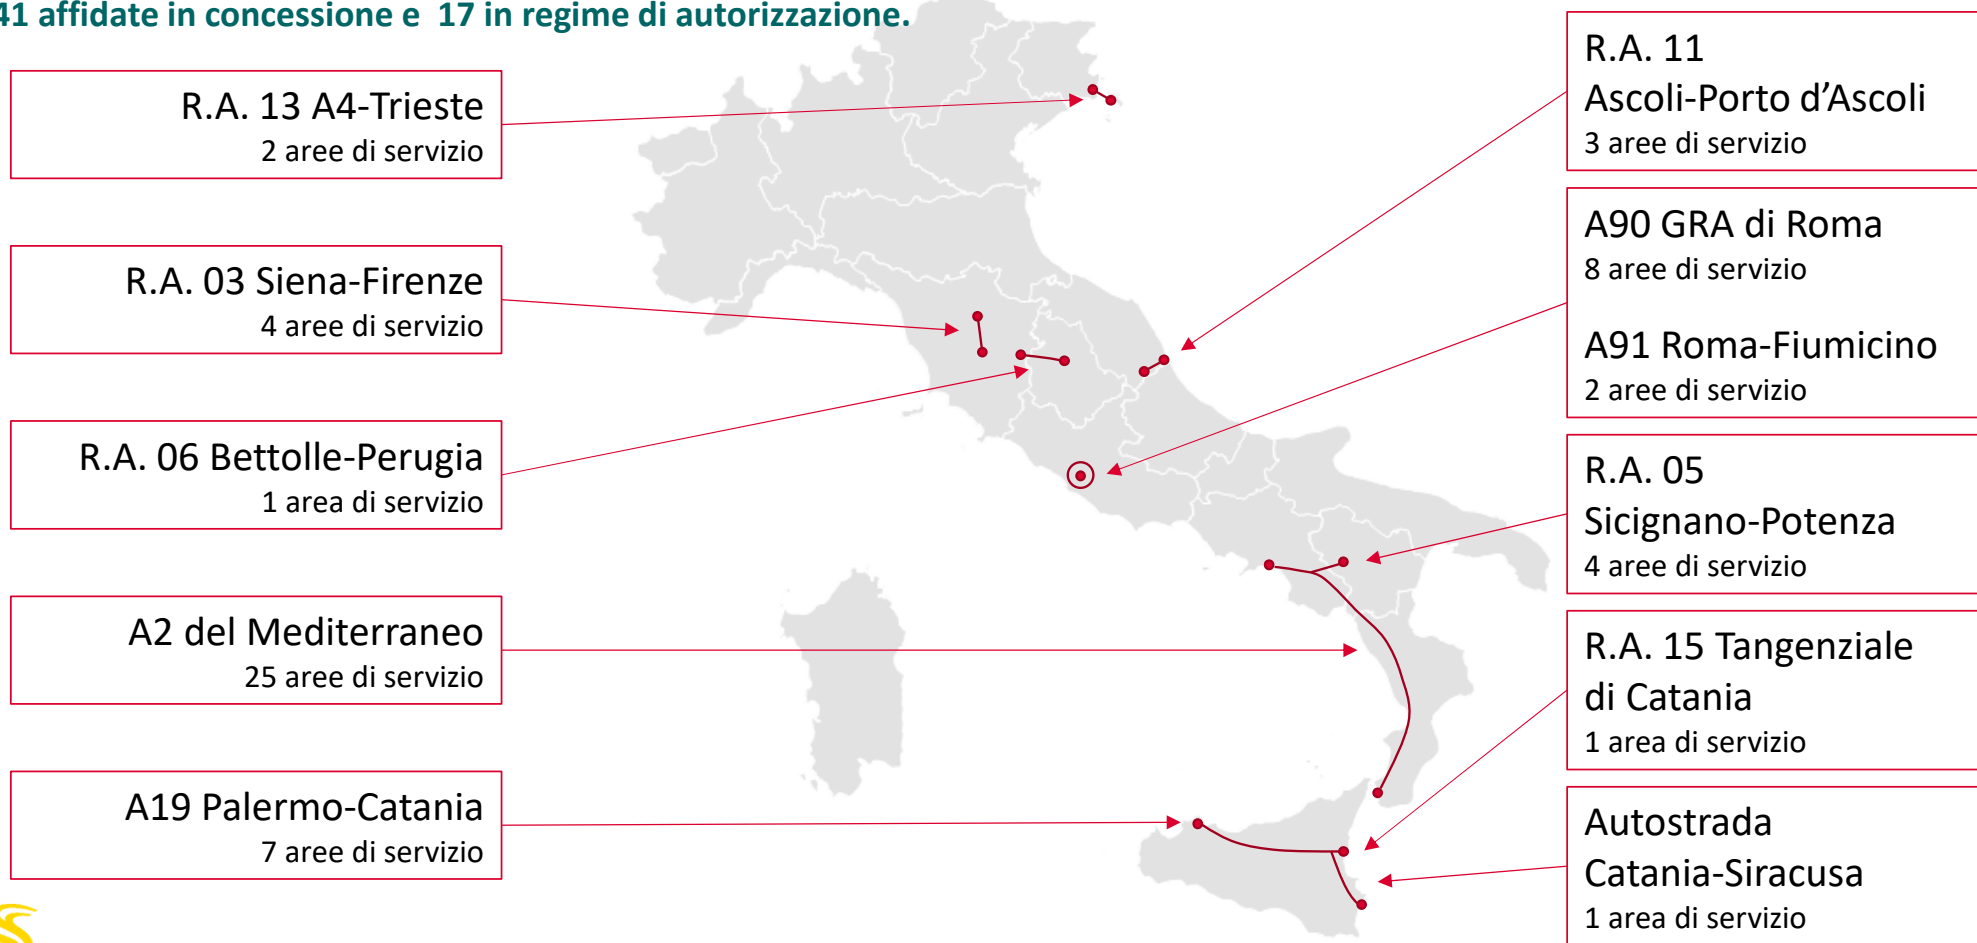 41 affidate in concessione e 17 in regime di autorizzazione.
R.A. 13 A4-Trieste
2 aree di servizio
R.A. 03 Siena-Firenze
4 aree di servizio
R.A. 06 Bettolle-Perugia
1 area di servizio
A2 del Mediterraneo
25 aree di servizio
A19 Palermo-Catania
7 aree di servizio
R.A. 11
Ascoli-Porto d’Ascoli
3 aree di servizio
A90 GRA di Roma
8 aree di servizio
A91 Roma-Fiumicino
2 aree di servizio
R.A. 05
Sicignano-Potenza
4 aree di servizio
R.A. 15 Tangenziale
di Catania
1 area di servizio
Autostrada
Catania-Siracusa
1 area di servizio